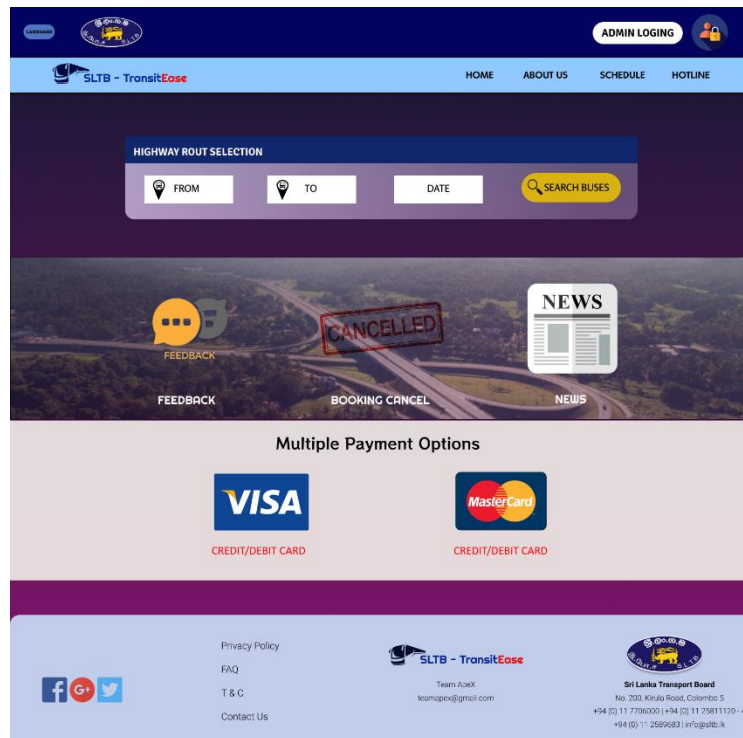 LANGUAGE
ADMIN LOGING
SLTB - TransitEase
HOME
ABOUT US
SCHEDULE
HOTLINE
HIGHWAY ROUT SELECTION
FROM
TO
DATE
SEARCH BUSES
FEEDBACK
CANCELLED
NEWS
FEEDBACK
BOOKING CANCEL
NEWS
Multiple Payment Options
VISA
MasterCard
CREDIT/DEBIT CARD
CREDIT/DEBIT CARD
Privacy Policy
FAQ
T & C
Contact Us
SLTB - TransitEase
Team ApeX
teamapex@gmail.com
Sri Lanka Transport Board
No. 200, Kirula Road, Colombo 5
+94 (0) 11 7706000 | +94 (0) 11 25811120 -
+94 (0) 11 2589683 | info@sltb.lk